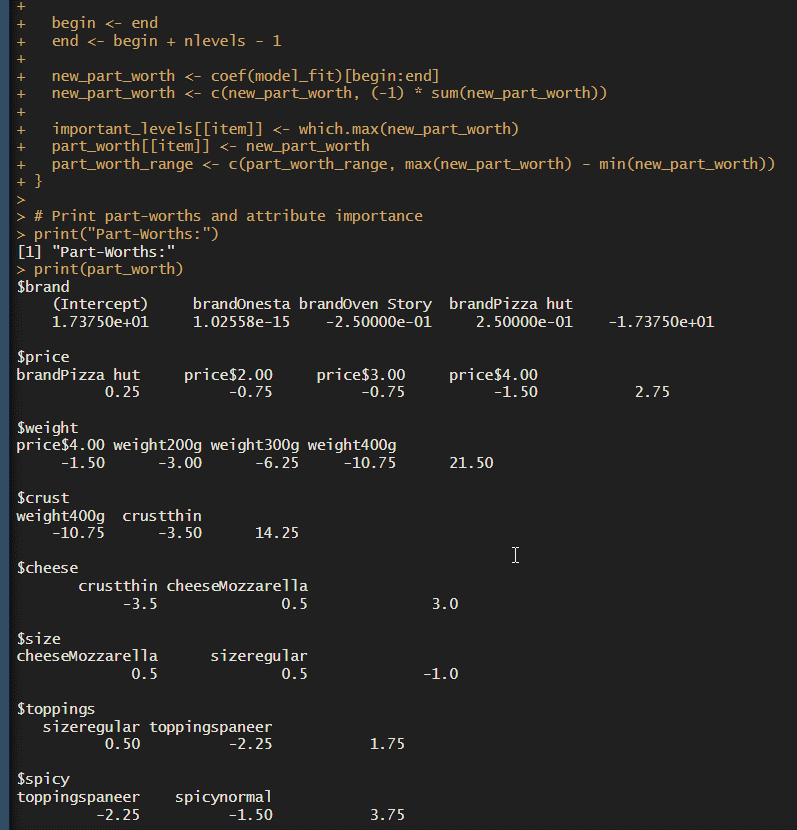 +
+   begin <- end
+   end <- begin + nlevels - 1
+
+   new_part_worth <- coef(model_fit)[begin:end]
+   new_part_worth <- c(new_part_worth, (-1) * sum(new_part_worth))
+
+   important_levels[[item]] <- which.max(new_part_worth)
+   part_worth[[item]] <- new_part_worth
+   part_worth_range <- c(part_worth_range, max(new_part_worth) - min(new_part_worth))
+ }
>
> # Print part-worths and attribute importance
> print("Part-Worths:")
[1] "Part-Worths:"
> print(part_worth)
$brand
    (Intercept)     brandOnesta brandOven Story  brandPizza hut
    1.73750e+01     1.02558e-15    -2.50000e-01     2.50000e-01    -1.73750e+01

$price
brandPizza hut     price$2.00     price$3.00     price$4.00
          0.25          -0.75          -0.75          -1.50           2.75

$weight
price$4.00 weight200g weight300g weight400g
     -1.50      -3.00      -6.25     -10.75      21.50

$crust
weight400g  crustthin
    -10.75      -3.50      14.25

$cheese
       crustthin cheeseMozzarella
            -3.5              0.5              3.0

$size
cheeseMozzarella      sizeregular
             0.5              0.5             -1.0

$toppings
   sizeregular toppingspaneer
          0.50          -2.25           1.75

$spicy
toppingspaneer    spicynormal
         -2.25          -1.50           3.75